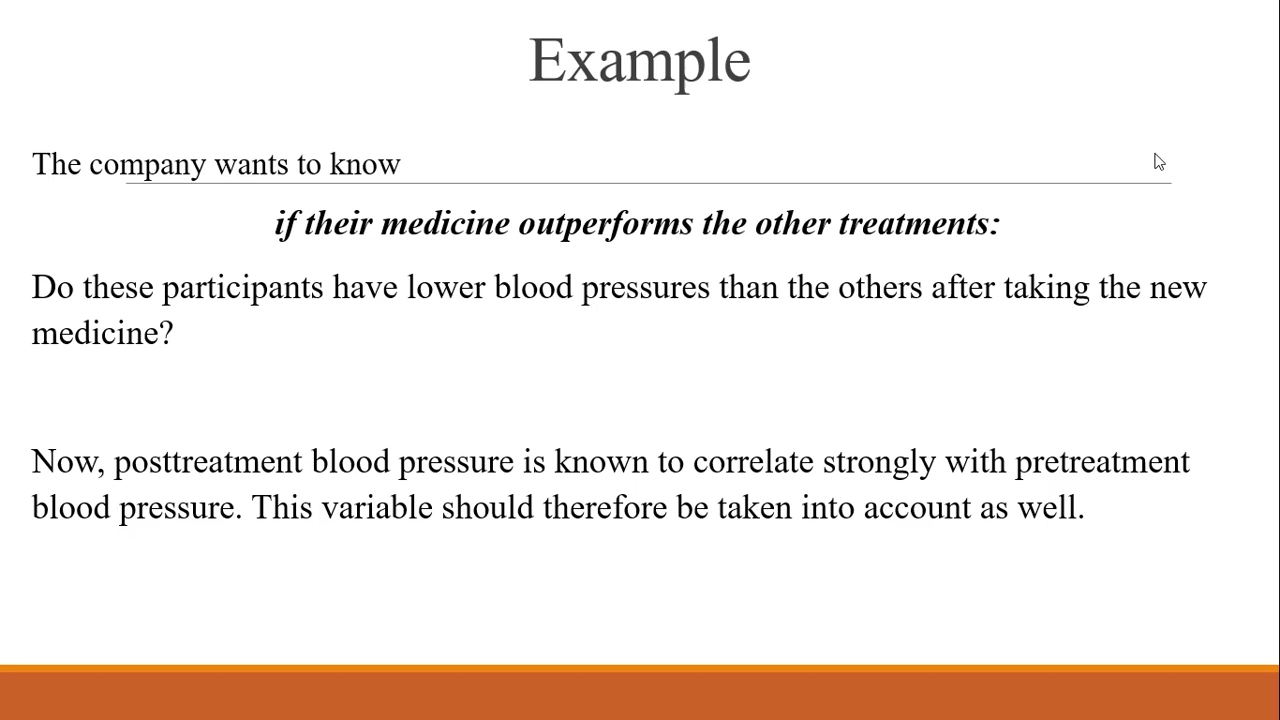 Example
The company wants to know
if their medicine outperforms the other treatments:
Do these participants have lower blood pressures than the others after taking the new
medicine?
Now, posttreatment blood pressure is known to correlate strongly with pretreatment
blood pressure. This variable should therefore be taken into account as well.